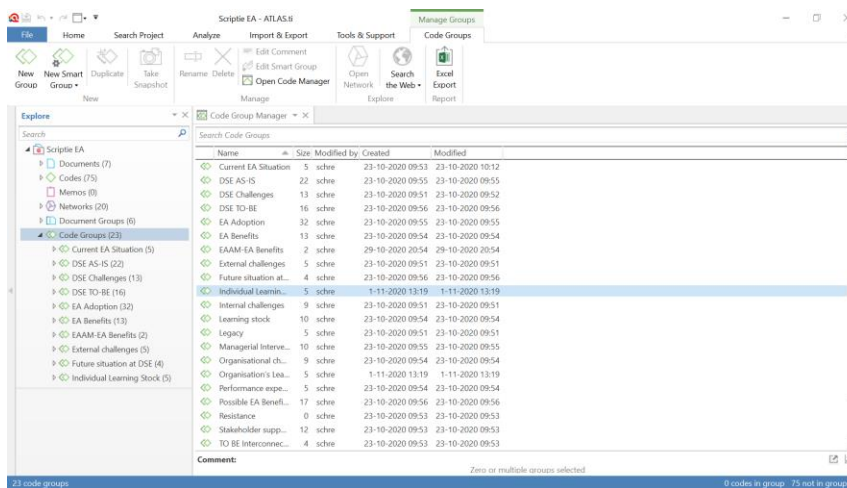 Scriptie EA - ATLAS.ti
Manage Groups
File Home Search Project Analyze Import & Export Tools & Support Code Groups
New Group
New Smart Group
Duplicate
Take Snapshot
New
Rename
Delete
Edit Comment
Edit Smart Group
Open Code Manager
Manage
Open Network
Search the Web
Explore
Excel Export
Report
Explore
Search
Scriptie EA
Documents (7)
Codes (75)
Memos (0)
Networks (20)
Document Groups (6)
Code Groups (23)
Current EA Situation (5)
DSE AS-IS (22)
DSE Challenges (13)
DSE TO-BE (16)
EA Adoption (32)
EA Benefits (13)
EAAM-EA Benefits (2)
External challenges (5)
Future situation at DSE (4)
Individual Learning Stock (5)
Code Group Manager
Search Code Groups
Name Size Modified by Created Modified
Current EA Situation 5 schre 23-10-2020 09:53 23-10-2020 10:12
DSE AS-IS 22 schre 23-10-2020 09:55 23-10-2020 09:55
DSE Challenges 13 schre 23-10-2020 09:51 23-10-2020 09:52
DSE TO-BE 16 schre 23-10-2020 09:56 23-10-2020 09:56
EA Adoption 32 schre 23-10-2020 09:55 23-10-2020 09:55
EA Benefits 13 schre 23-10-2020 09:54 23-10-2020 09:54
EAAM-EA Benefits 2 schre 29-10-2020 20:54 29-10-2020 20:54
External challenges 5 schre 23-10-2020 09:51 23-10-2020 09:51
Future situation at... 4 schre 23-10-2020 09:56 23-10-2020 09:56
Individual Learnin... 5 schre 1-11-2020 13:19 1-11-2020 13:19
Internal challenges 9 schre 23-10-2020 09:51 23-10-2020 09:51
Learning stock 10 schre 23-10-2020 09:54 23-10-2020 09:54
Legacy 5 schre 23-10-2020 09:51 23-10-2020 09:51
Managerial Interve... 10 schre 23-10-2020 09:55 23-10-2020 09:55
Organisational ch... 9 schre 23-10-2020 09:54 23-10-2020 09:54
Organisation's Lea... 5 schre 1-11-2020 13:19 1-11-2020 13:19
Performance expe... 5 schre 23-10-2020 09:54 23-10-2020 09:54
Possible EA Benefi... 17 schre 23-10-2020 09:56 23-10-2020 09:56
Resistance 0 schre 23-10-2020 09:53 23-10-2020 09:53
Stakeholder supp... 12 schre 23-10-2020 09:53 23-10-2020 09:53
TO BE Interconnec... 4 schre 23-10-2020 09:53 23-10-2020 09:53
Comment:
Zero or multiple groups selected
23 code groups
0 codes in group 75 not in group